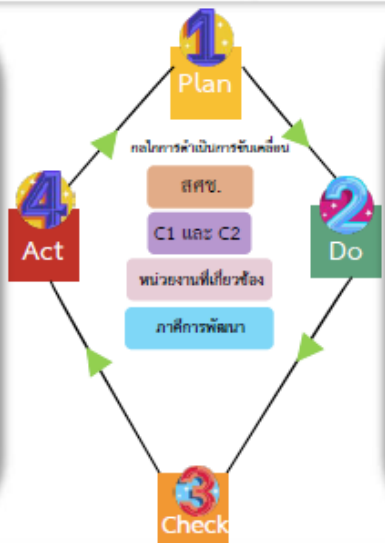 1
Plan
กลไกการดำเนินการขับเคลื่อน
สศช.
4
2
C1 และ C2
Act
Do
หน่วยงานที่เกี่ยวข้อง
ภาคีการพัฒนา
3
Check